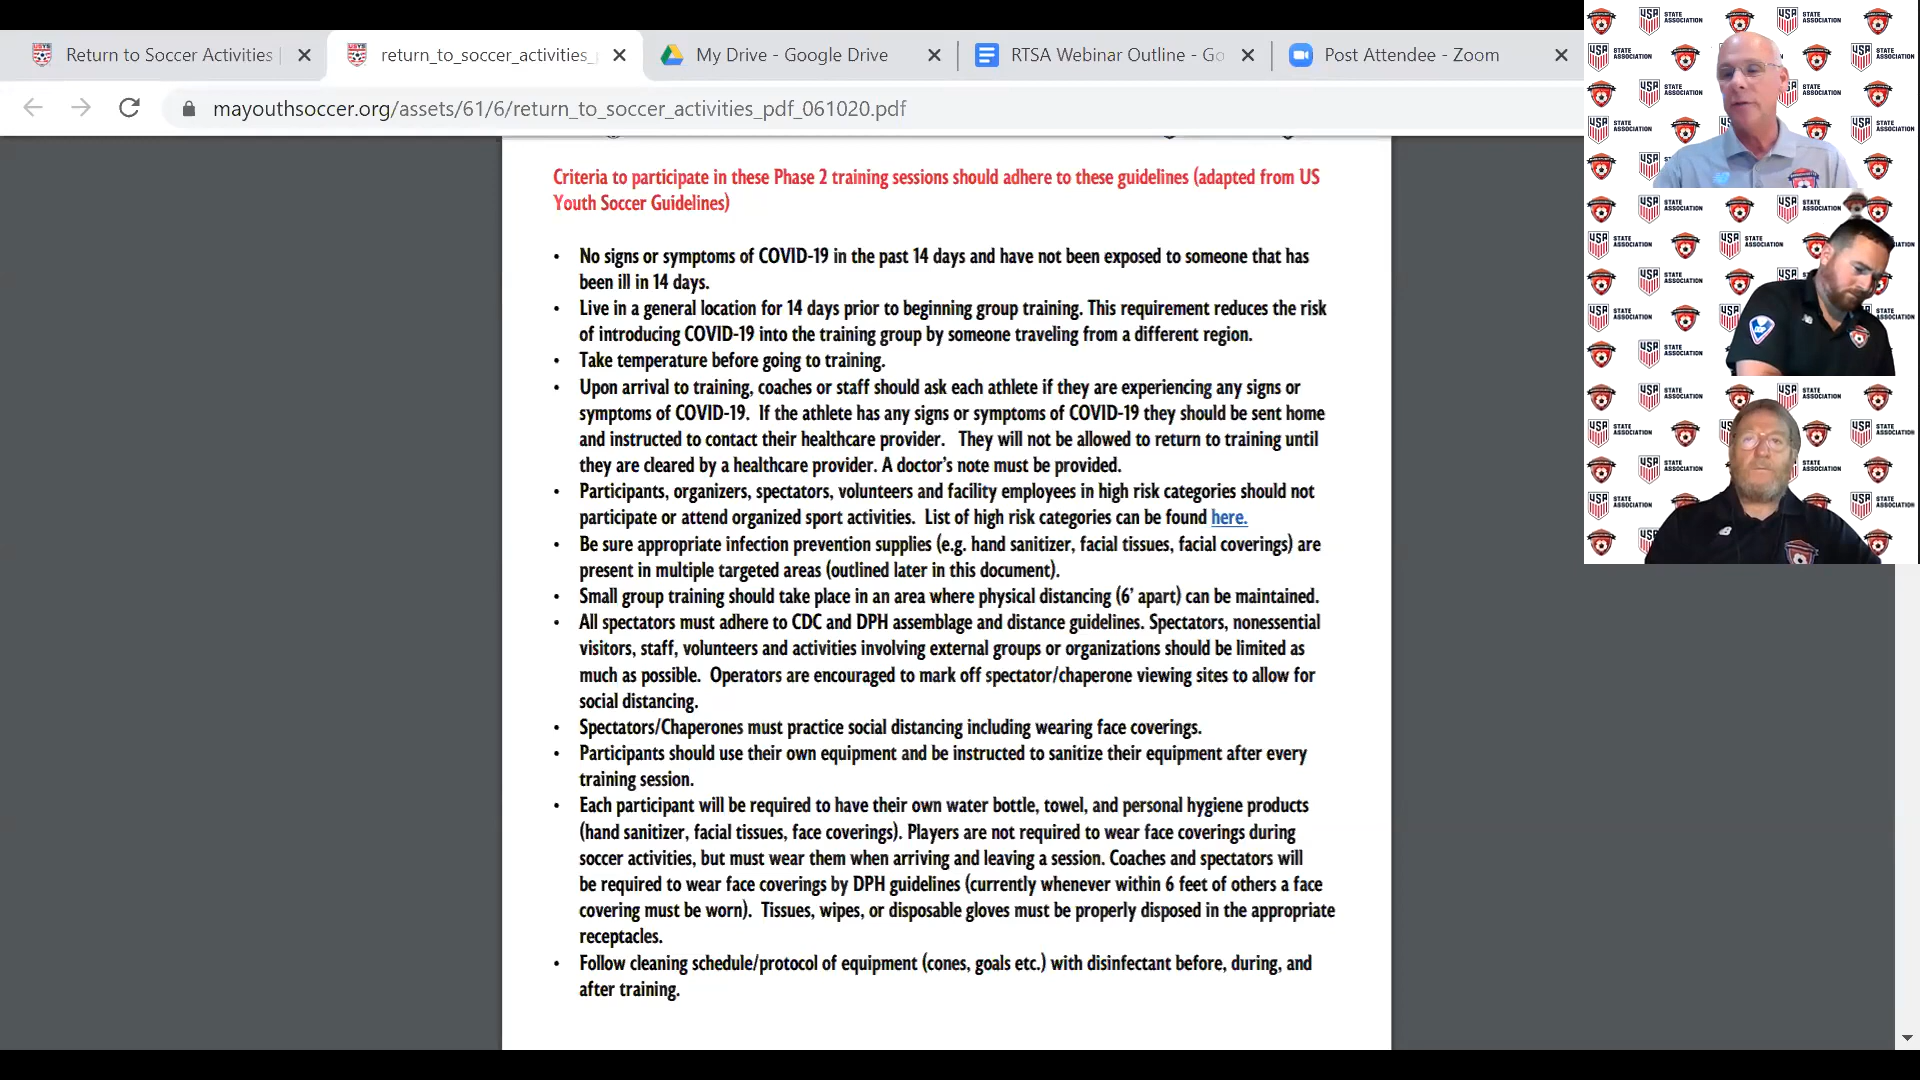 Return to Soccer Activities
return_to_soccer_activities_
My Drive - Google Drive
RTSA Webinar Outline - Go
Post Attendee - Zoom
mayouthsoccer.org/assets/61/6/return_to_soccer_activities_pdf_061020.pdf
Criteria to participate in these Phase 2 training sessions should adhere to these guidelines (adapted from US
Youth Soccer Guidelines)
• No signs or symptoms of COVID-19 in the past 14 days and have not been exposed to someone that has
been ill in 14 days.
• Live in a general location for 14 days prior to beginning group training. This requirement reduces the risk
of introducing COVID-19 into the training group by someone traveling from a different region.
• Take temperature before going to training.
• Upon arrival to training, coaches or staff should ask each athlete if they are experiencing any signs or
symptoms of COVID-19. If the athlete has any signs or symptoms of COVID-19 they should be sent home
and instructed to contact their healthcare provider. They will not be allowed to return to training until
they are cleared by a healthcare provider. A doctor's note must be provided.
• Participants, organizers, spectators, volunteers and facility employees in high risk categories should not
participate or attend organized sport activities. List of high risk categories can be found here.
• Be sure appropriate infection prevention supplies (e.g. hand sanitizer, facial tissues, facial coverings) are
present in multiple targeted areas (outlined later in this document).
• Small group training should take place in an area where physical distancing (6' apart) can be maintained.
• All spectators must adhere to CDC and DPH assemblage and distance guidelines. Spectators, nonessential
visitors, staff, volunteers and activities involving external groups or organizations should be limited as
much as possible. Operators are encouraged to mark off spectator/chaperone viewing sites to allow for
social distancing.
• Spectators/Chaperones must practice social distancing including wearing face coverings.
• Participants should use their own equipment and be instructed to sanitize their equipment after every
training session.
• Each participant will be required to have their own water bottle, towel, and personal hygiene products
(hand sanitizer, facial tissues, face coverings). Players are not required to wear face coverings during
soccer activities, but must wear them when arriving and leaving a session. Coaches and spectators will
be required to wear face coverings by DPH guidelines (currently whenever within 6 feet of others a face
covering must be worn). Tissues, wipes, or disposable gloves must be properly disposed in the appropriate
receptacles.
• Follow cleaning schedule/protocol of equipment (cones, goals etc.) with disinfectant before, during, and
after training.
USA STATE ASSOCIATION